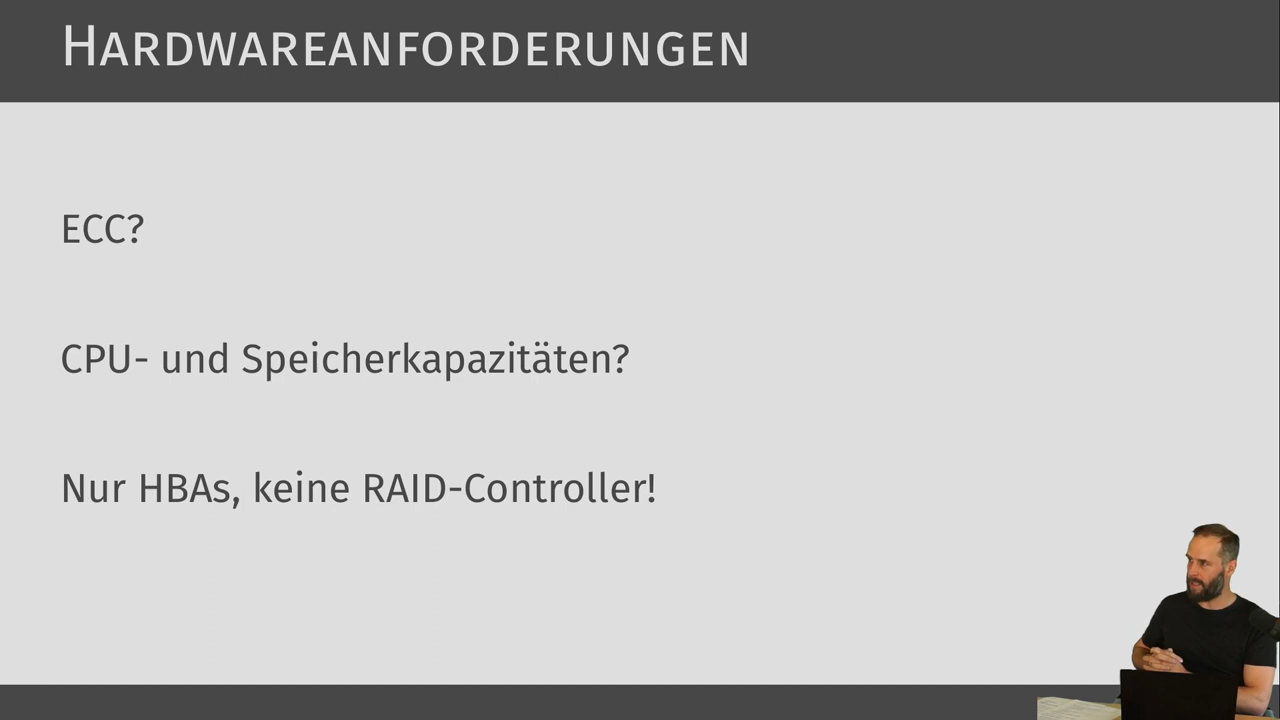 Hardwareanforderungen
ECC?
CPU- und Speicherkapazitäten?
Nur HBAs, keine RAID-Controller!